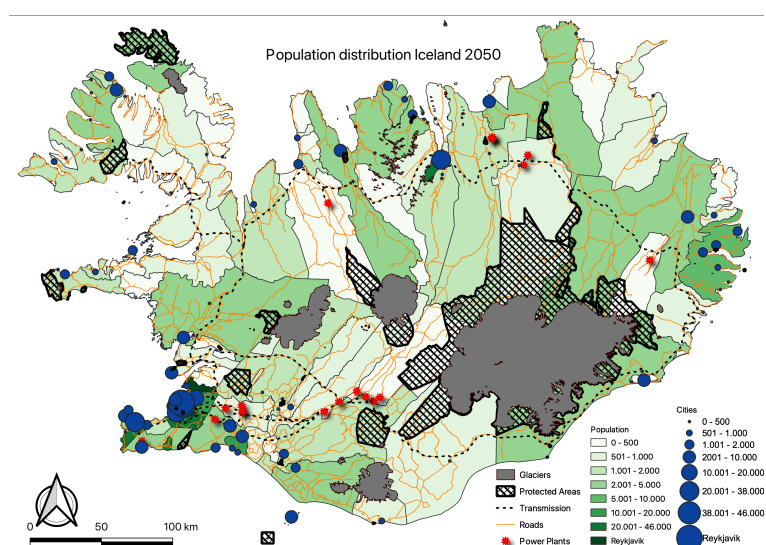 Population distribution Iceland 2050
Glaciers
Protected Areas
Transmission
Roads
Power Plants
Population
0 - 500
501 - 1.000
1.001 - 2.000
2.001 - 5.000
5.001 - 10.000
10.001 - 20.000
20.001 - 46.000
Reykjavik
Cities
0 - 500
501 - 1.000
1.001 - 2.000
2001 - 10.000
10.001 - 20.000
20.001 - 38.000
38.001 - 46.000
Reykjavik
0 50 100 km